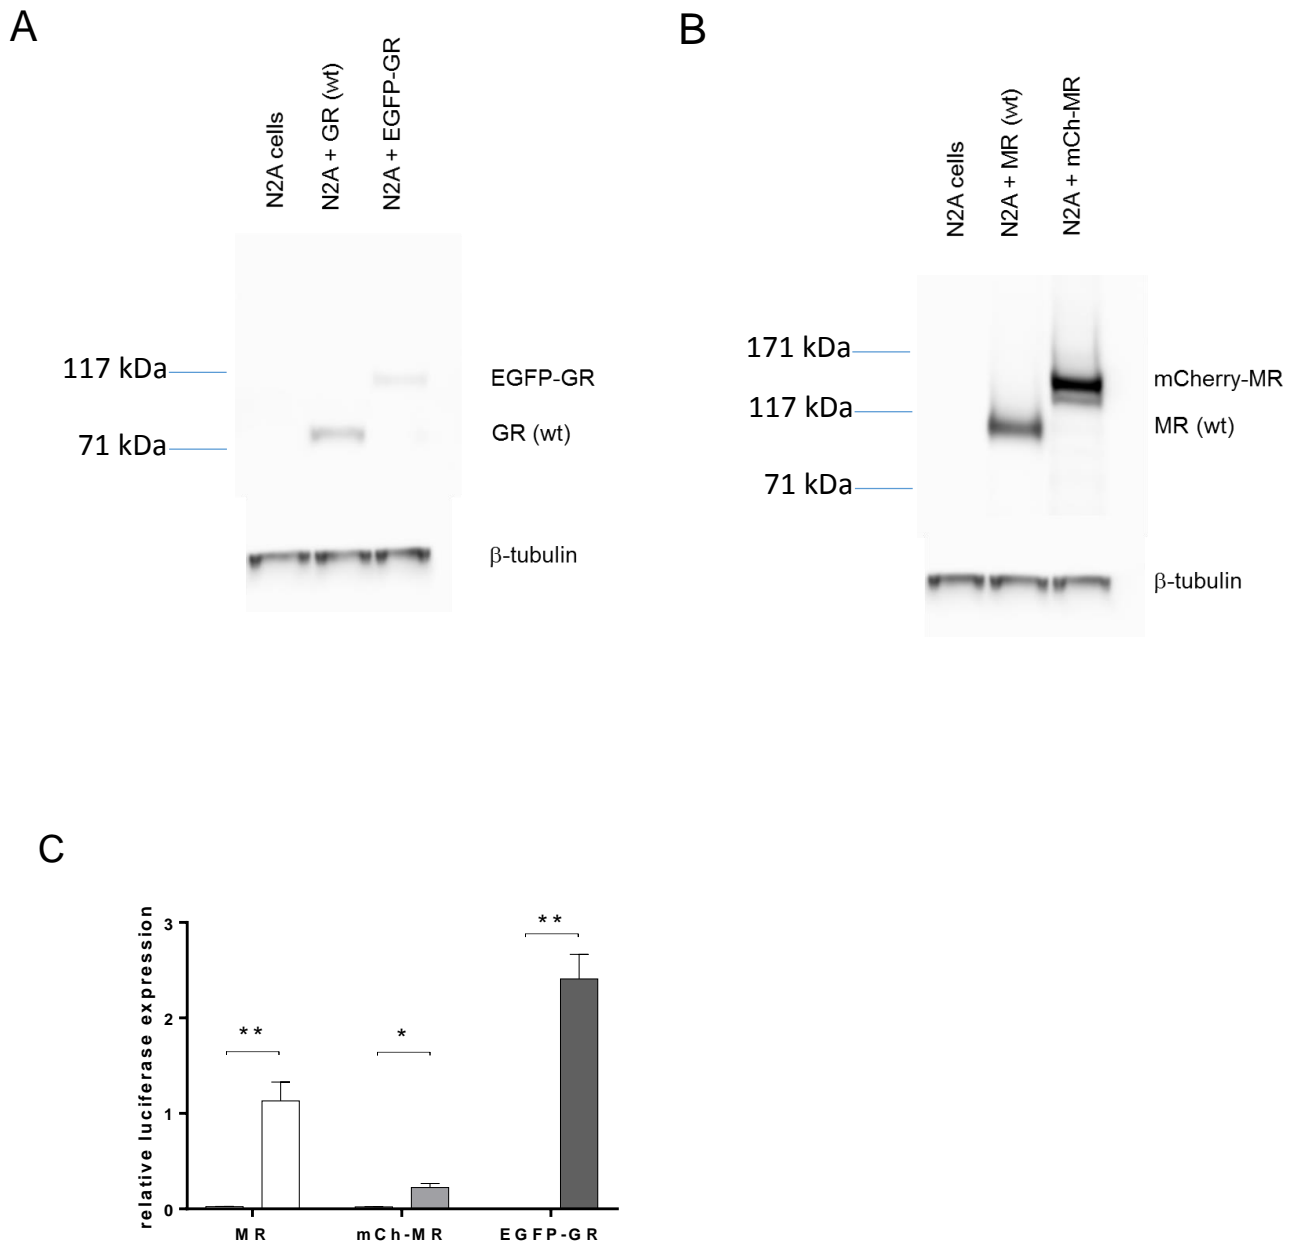 A
B
N2A cells
N2A + GR (wt)
N2A + EGFP-GR
N2A cells
N2A + MR (wt)
N2A + mCh-MR
117 kDa
71 kDa
EGFP-GR
GR (wt)
β-tubulin
171 kDa
117 kDa
71 kDa
mCherry-MR
MR (wt)
β-tubulin
C
relative luciferase expression
3
2
1
0
**
*
**
MR
mCh-MR
EGFP-GR